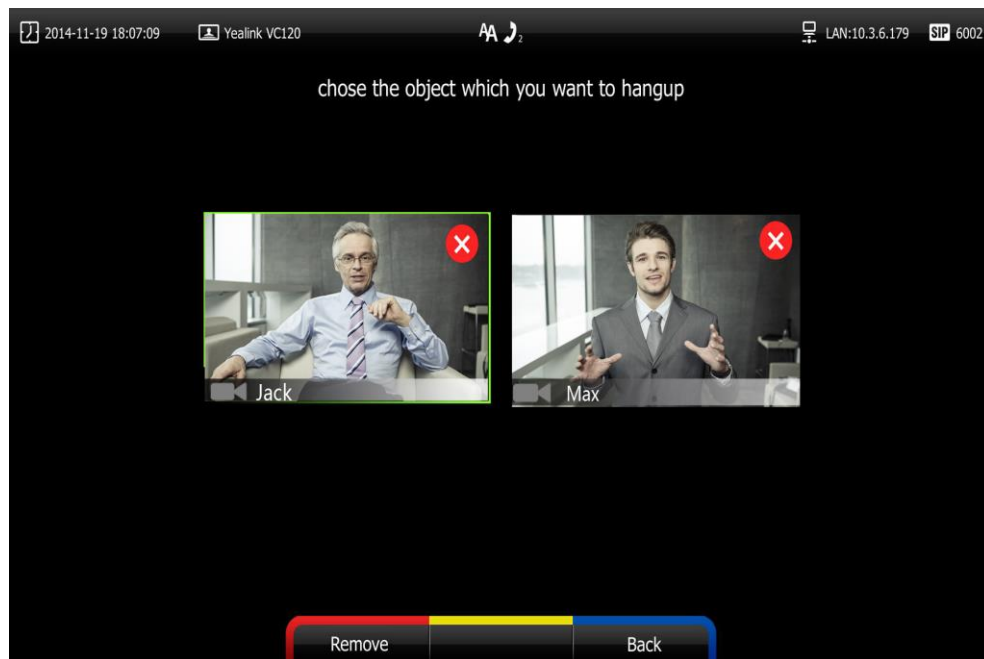 2014-11-19 18:07:09 Yealink VC120 AA 2 LAN:10.3.6.179 SIP 6002
chose the object which you want to hangup
Jack Max
Remove Back